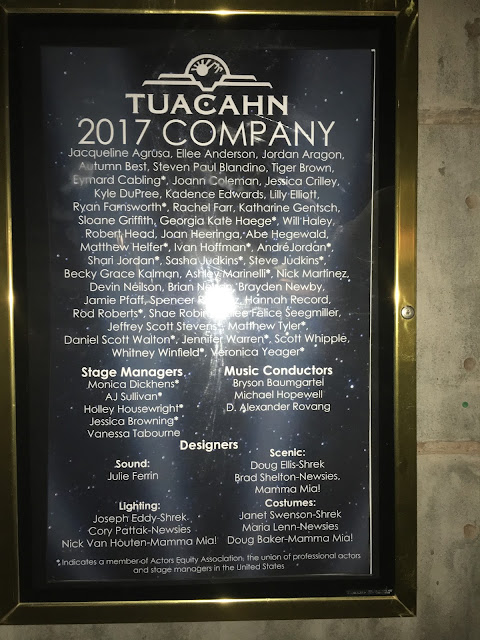 TUACAHN
2017 COMPANY
Jacqueline Agrusa, Ellee Anderson, Jordan Aragon,
Autumn Best, Steven Paul Blandino, Tiger Brown,
Eymard Cabling*, Joann Coleman, Jessica Crilley,
Kyle DuPree, Kadence Edwards, Lilly Elliott,
Ryan Farnsworth*, Rachel Farr, Katharine Gentsch,
Sloane Griffith, Georgia Kate Haege*, Will Haley,
Robert Head, Joan Heeringa, Abe Hegewald,
Matthew Helfer*, Ivan Hoffman*, AndréJordan*,
Shari Jordan*, Sasha Judkins*, Steve Judkins*,
Becky Grace Kalman, Ashley Marinelli*, Nick Martinez,
Devin Neilson, Brian Brayden Newby,
Jamie Pfaff, Spencer Hannah Record,
Rod Roberts*, Shae Felice Seegmiller,
Jeffrey Scott Stevens*, Matthew Tyler*,
Daniel Scott Walton*, Jennifer Warren*, Scott Whipple,
Whitney Winfield*, Veronica Yeager*
Stage Managers
Monica Dickhens*
AJ Sullivan*
Holley Housewright*
Jessica Browning*
Vanessa Tabourne
Music Conductors
Bryson Baumgartel
Michael Hopewell
D. Alexander Rovang
Designers
Sound:
Julie Ferrin
Scenic:
Doug Ellis-Shrek
Brad Shelton-Newsies,
Mamma Mia!
Lighting:
Joseph Eddy-Shrek
Cory Pattak-Newsies
Nick Van Houten-Mamma Mia!
Costumes:
Janet Swenson-Shrek
Maria Lenn-Newsies
Doug Baker-Mamma Mia!
*Indicates a member of Actors Equity Association, the union of professional actors
and stage managers in the United States